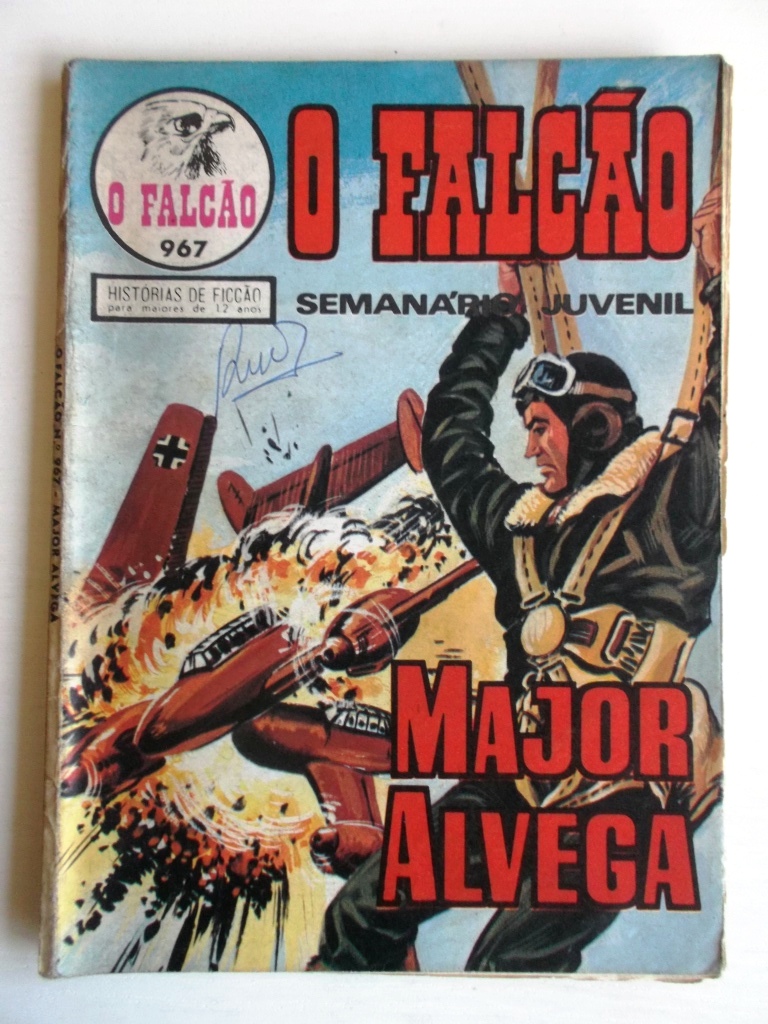 O FALCÃO
967
O FALCÃO
HISTÓRIAS DE FICÇÃO
para maiores de 12 anos
SEMANÁRIO JUVENIL
O FALCÃO N.º 967 - MAJOR ALVEGA
MAJOR
ALVEGA